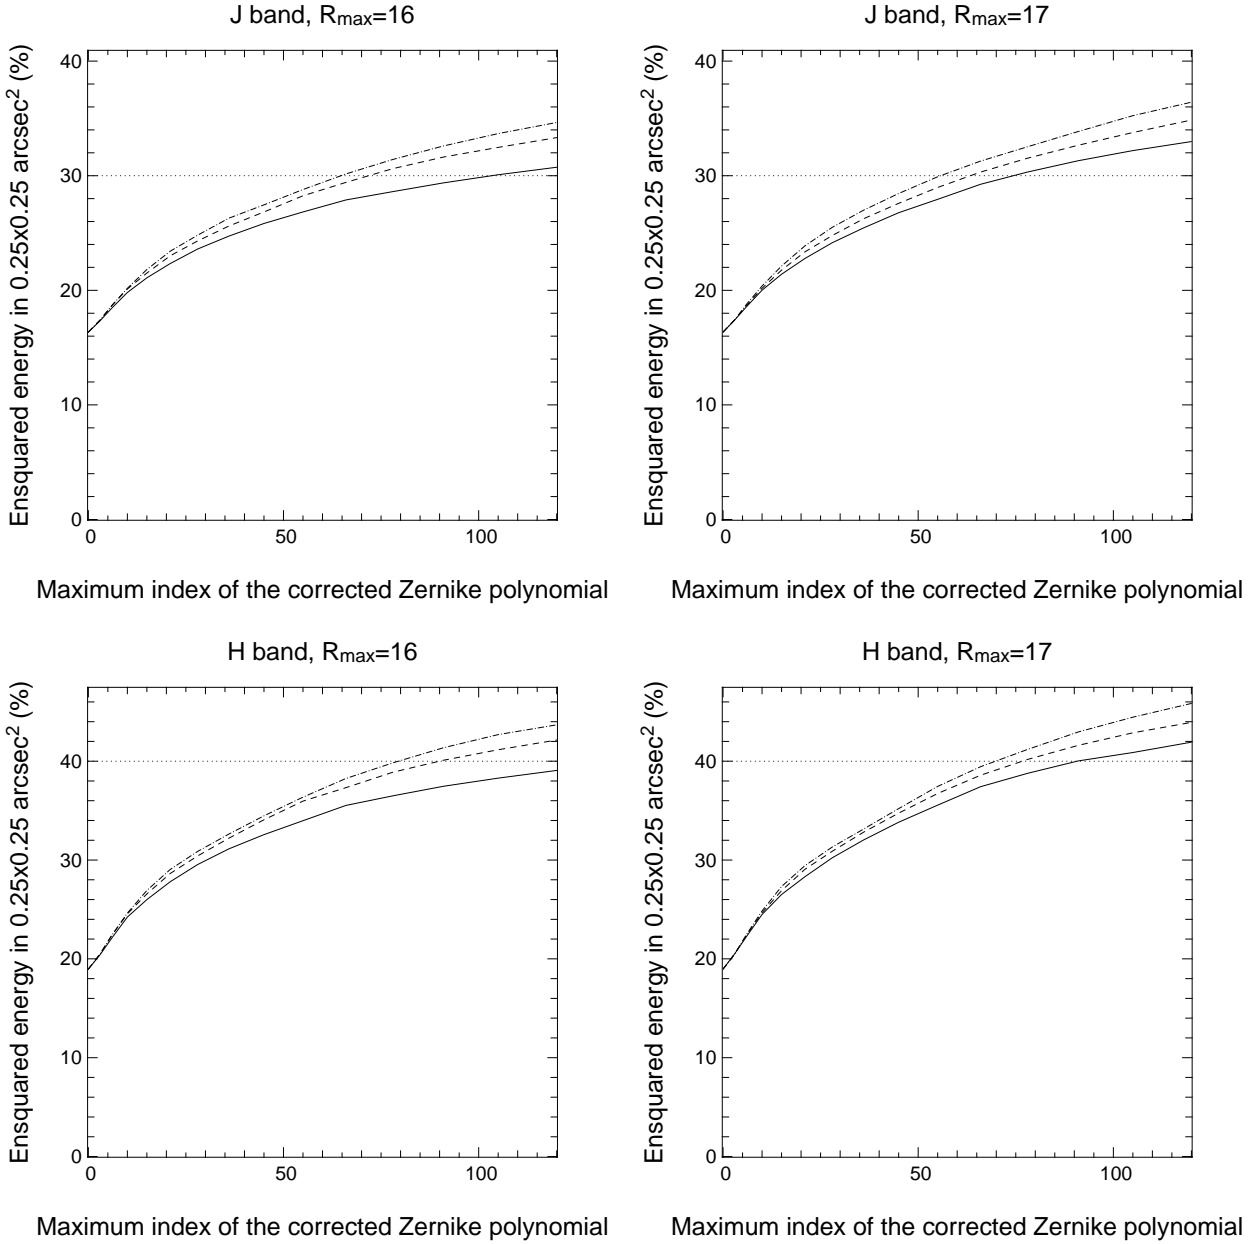 J band, Rmax=16
Ensquared energy in 0.25x0.25 arcsec2 (%)
40
30
20
10
0
0 50 100
Maximum index of the corrected Zernike polynomial
J band, Rmax=17
Ensquared energy in 0.25x0.25 arcsec2 (%)
40
30
20
10
0
0 50 100
Maximum index of the corrected Zernike polynomial
H band, Rmax=16
Ensquared energy in 0.25x0.25 arcsec2 (%)
40
30
20
10
0
0 50 100
Maximum index of the corrected Zernike polynomial
H band, Rmax=17
Ensquared energy in 0.25x0.25 arcsec2 (%)
40
30
20
10
0
0 50 100
Maximum index of the corrected Zernike polynomial